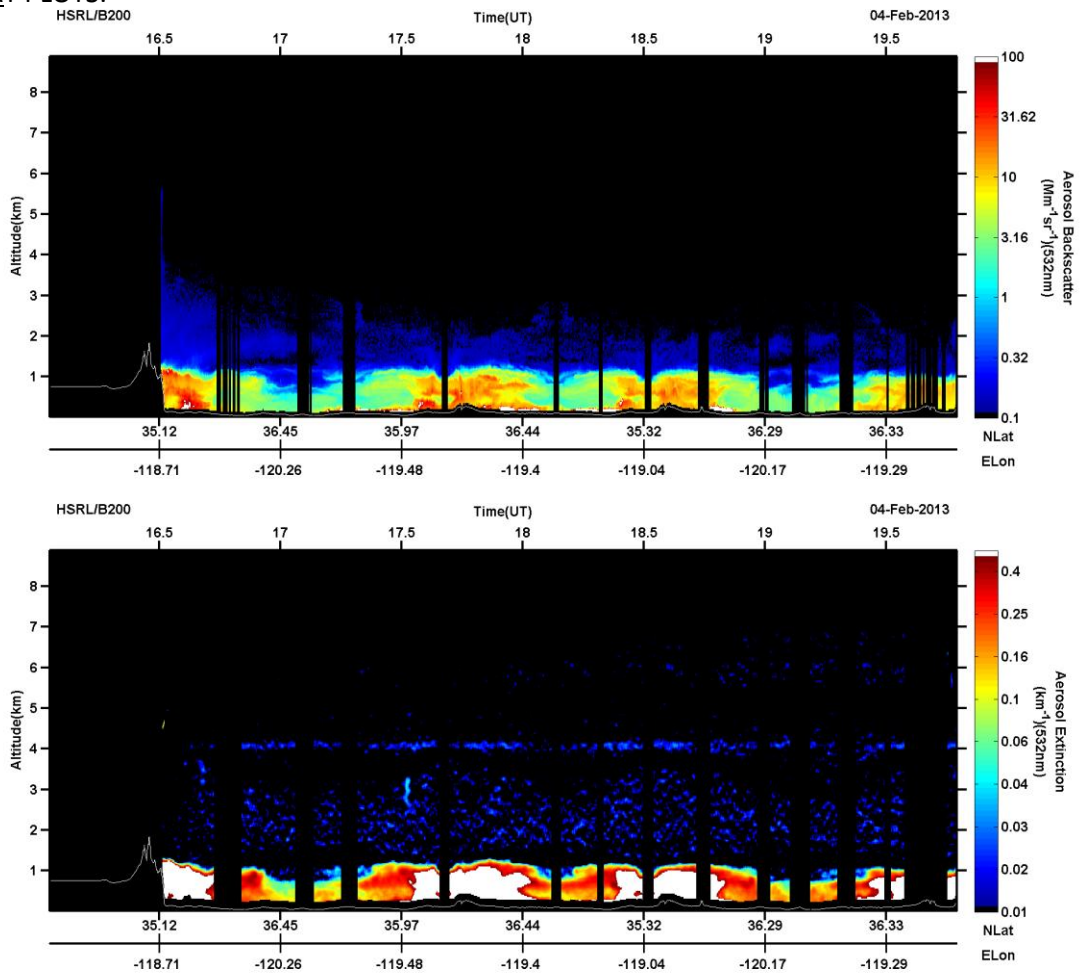 HSRL/B200 Time(UT) 04-Feb-2013
16.5 17 17.5 18 18.5 19 19.5
8
7
6
5
4
3
2
1
Altitude(km)
100
31.62
10
3.16
1
0.32
0.1
Aerosol Backscatter
(Mm⁻¹sr⁻¹)(532nm)
35.12 36.45 35.97 36.44 35.32 36.29 36.33 NLat
-118.71 -120.26 -119.48 -119.4 -119.04 -120.17 -119.29 ELon
HSRL/B200 Time(UT) 04-Feb-2013
16.5 17 17.5 18 18.5 19 19.5
8
7
6
5
4
3
2
1
Altitude(km)
0.4
0.25
0.16
0.1
0.06
0.04
0.03
0.02
0.01
Aerosol Extinction
(km⁻¹)(532nm)
35.12 36.45 35.97 36.44 35.32 36.29 36.33 NLat
-118.71 -120.26 -119.48 -119.4 -119.04 -120.17 -119.29 ELon